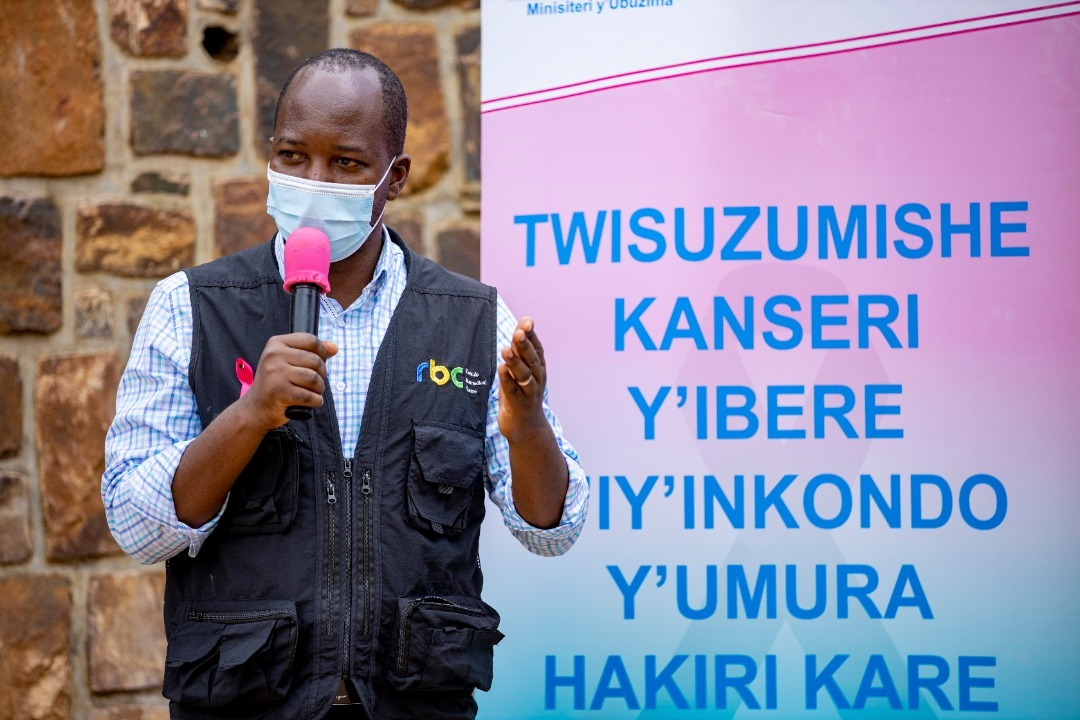 Minisiteri y'Ubuzima
TWISUZUMISHE
KANSERI
Y'IBERE
Y'INKONDO
Y'UMURA
HAKIRI KARE
rbc